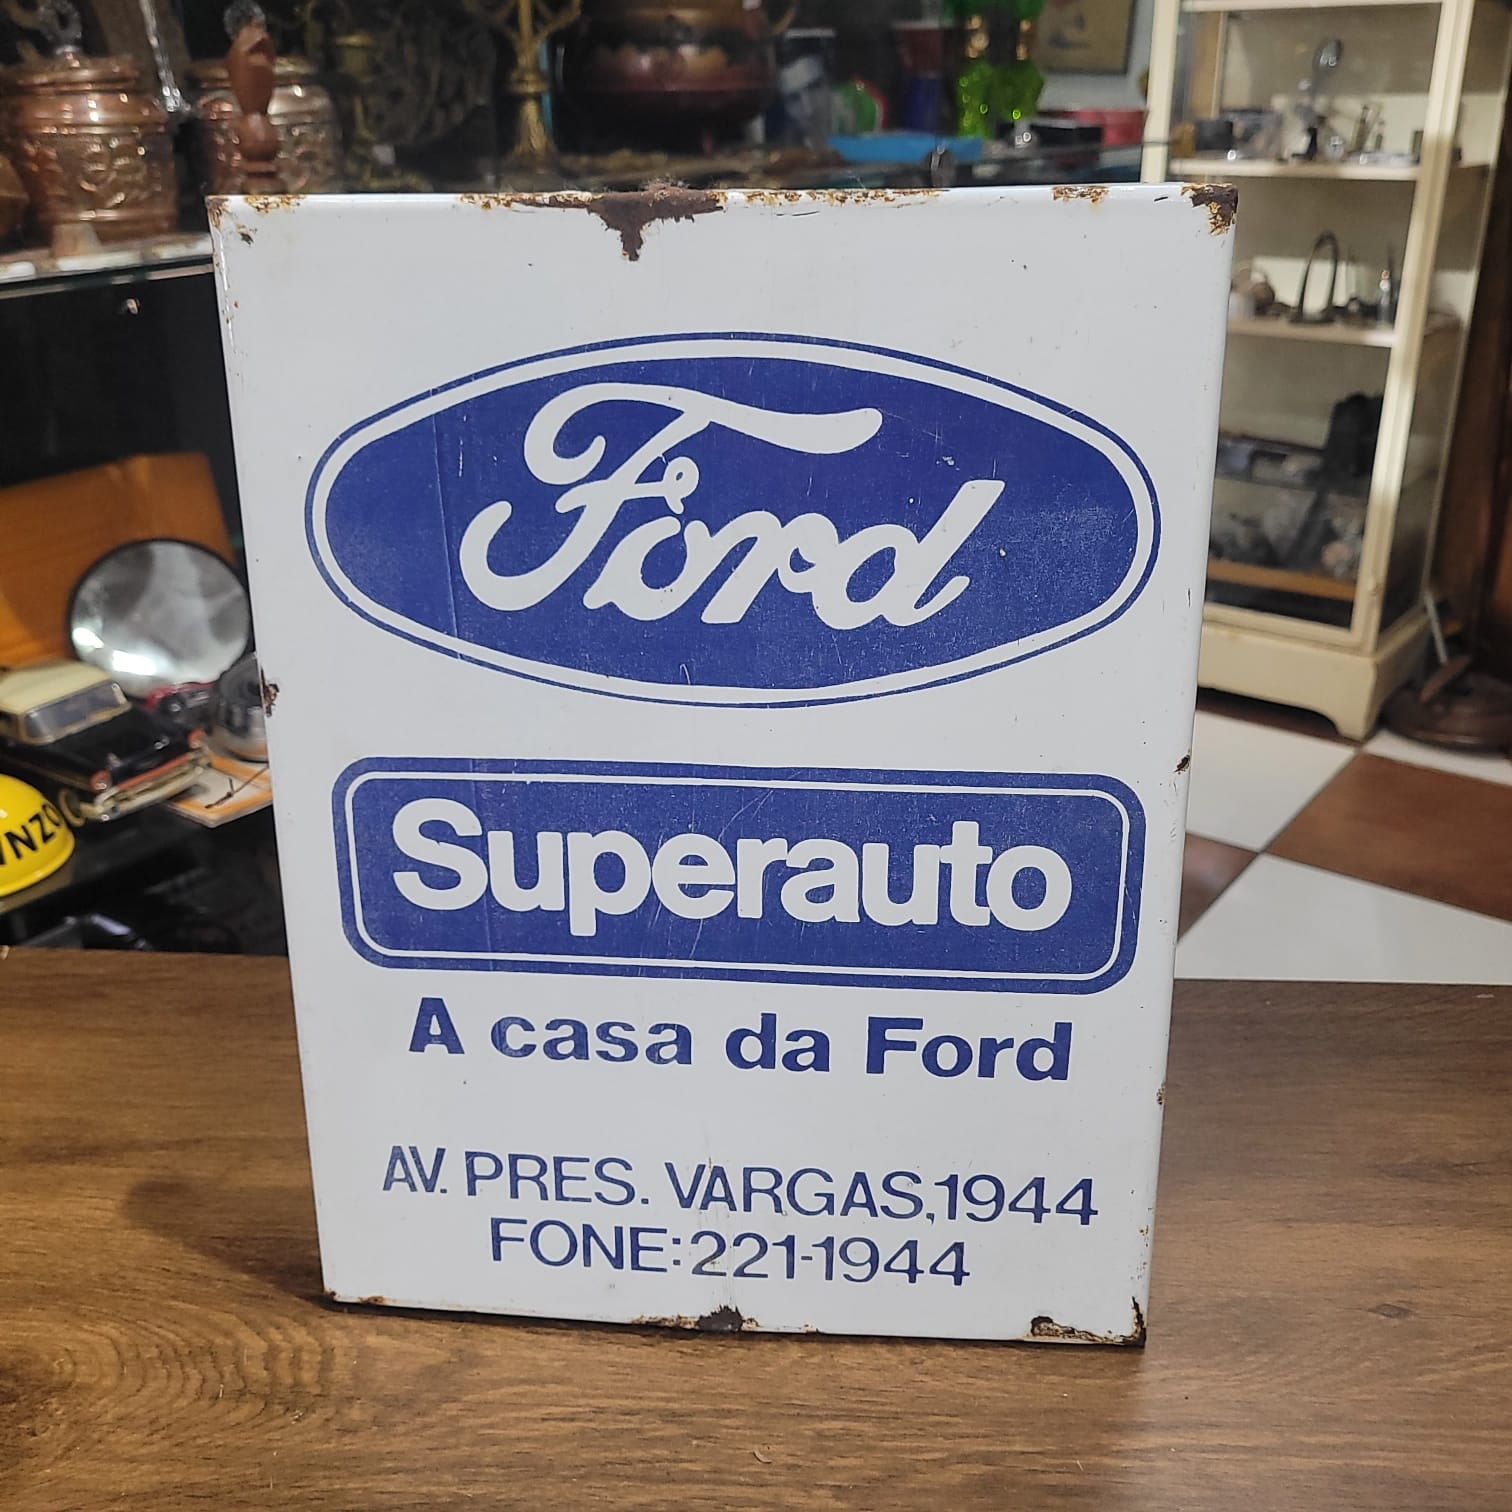 Ford
Superauto
A casa da Ford
AV. PRES. VARGAS,1944
FONE:221-1944